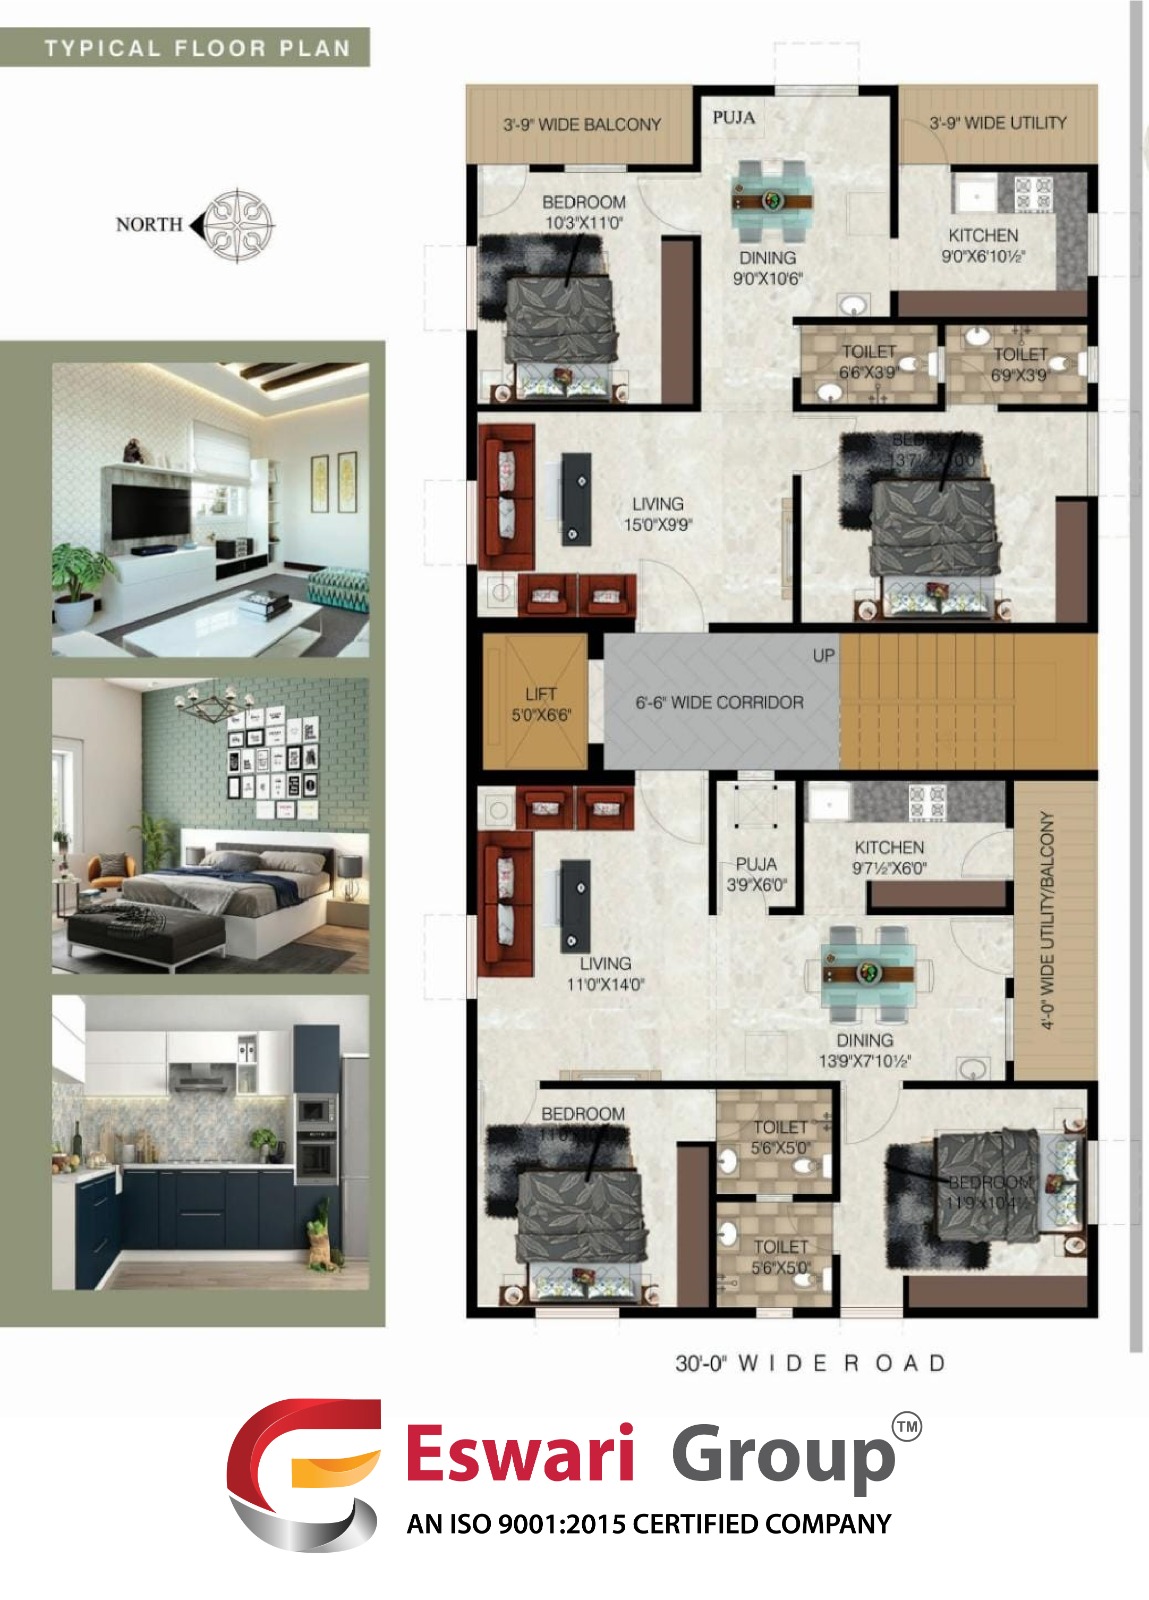 TYPICAL FLOOR PLAN
NORTH
3'-9" WIDE BALCONY
PUJA
3'-9" WIDE UTILITY
BEDROOM
10'3"X11'0"
DINING
9'0"X10'6"
KITCHEN
9'0"X6'10½"
TOILET
6'6"X3'9"
TOILET
6'9"X3'9"
BEDROOM
LIVING
15'0"X9'9"
UP
LIFT
5'0"X6'6"
6'-6" WIDE CORRIDOR
PUJA
3'9"X6'0"
KITCHEN
9'7½"X6'0"
4'-0" WIDE UTILITY/BALCONY
LIVING
11'0"X14'0"
DINING
13'9"X7'10½"
BEDROOM
TOILET
5'6"X5'0"
BEDROOM
11'9"X10'4½"
TOILET
5'6"X5'0"
30'-0" WIDE ROAD
Eswari Group™
AN ISO 9001:2015 CERTIFIED COMPANY